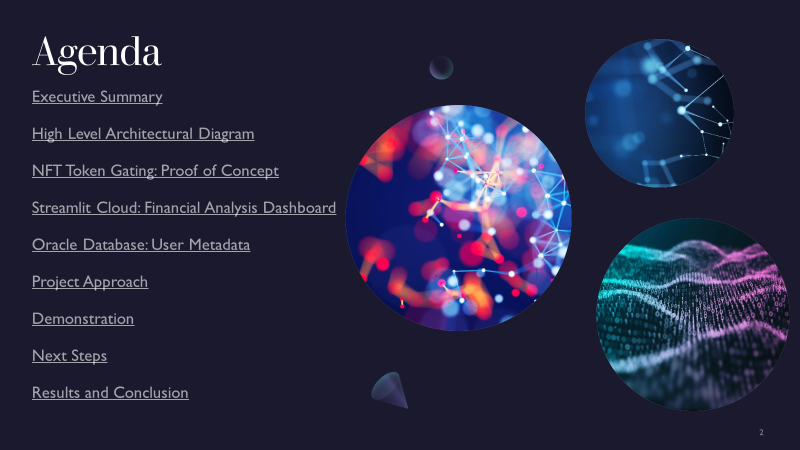 Agenda
Executive Summary
High Level Architectural Diagram
NFT Token Gating: Proof of Concept
Streamlit Cloud: Financial Analysis Dashboard
Oracle Database: User Metadata
Project Approach
Demonstration
Next Steps
Results and Conclusion
2